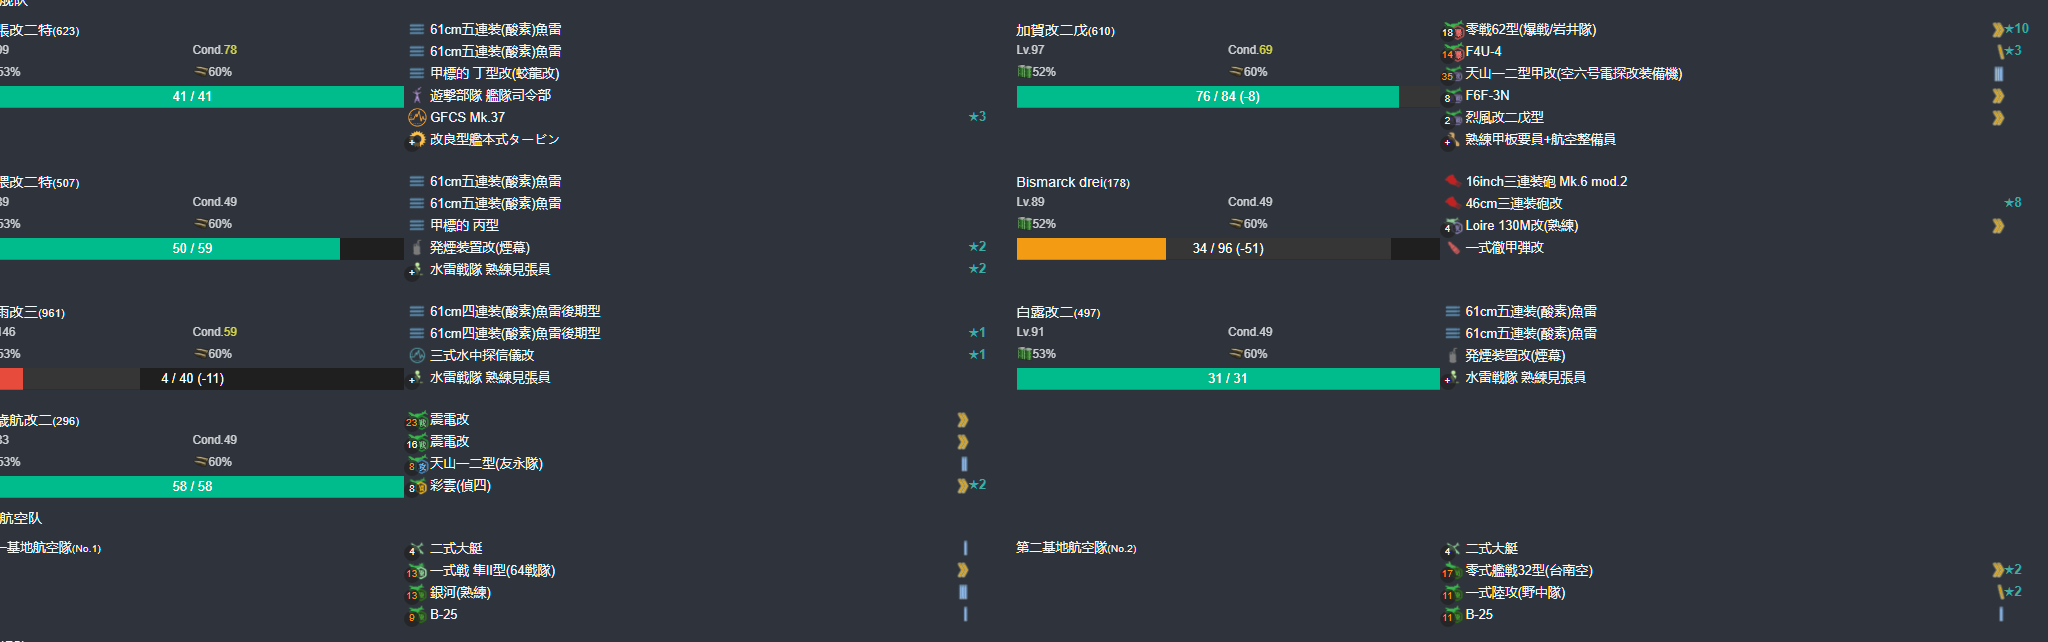 舰队
張改二特(623)
99
Cond.78
53%
60%
41 / 41
61cm五連装(酸素)魚雷
61cm五連装(酸素)魚雷
甲標的 丁型改(蛟龍改)
遊撃部隊 艦隊司令部
GFCS Mk.37
★3
改良型艦本式タービン
加賀改二戊(610)
Lv.97
Cond.69
52%
60%
76 / 84 (-8)
18 零戦62型(爆戦/岩井隊)
★10
14 F4U-4
★3
35 天山一二型甲改(空六号電探改装備機)
8 F6F-3N
2 烈風改二戊型
熟練甲板要員+航空整備員
改二特(507)
89
Cond.49
53%
60%
50 / 59
61cm五連装(酸素)魚雷
61cm五連装(酸素)魚雷
甲標的 丙型
発煙装置改(煙幕)
★2
水雷戦隊 熟練見張員
★2
Bismarck drei(178)
Lv.89
Cond.49
52%
60%
34 / 96 (-51)
16inch三連装砲 Mk.6 mod.2
46cm三連装砲改
★8
4 Loire 130M改(熟練)
一式徹甲弾改
雨改三(961)
146
Cond.59
53%
60%
4 / 40 (-11)
61cm四連装(酸素)魚雷後期型
61cm四連装(酸素)魚雷後期型
★1
三式水中探信儀改
★1
水雷戦隊 熟練見張員
白露改二(497)
Lv.91
Cond.49
53%
60%
31 / 31
61cm五連装(酸素)魚雷
61cm五連装(酸素)魚雷
発煙装置改(煙幕)
水雷戦隊 熟練見張員
歳航改二(296)
83
Cond.49
53%
60%
58 / 58
23 震電改
16 震電改
8 天山一二型(友永隊)
8 彩雲(偵四)
★2
航空队
一基地航空隊(No.1)
4 二式大艇
13 一式戦 隼II型(64戦隊)
13 銀河(熟練)
9 B-25
第二基地航空隊(No.2)
4 二式大艇
17 零式艦戦32型(台南空)
★2
11 一式陸攻(野中隊)
★2
11 B-25